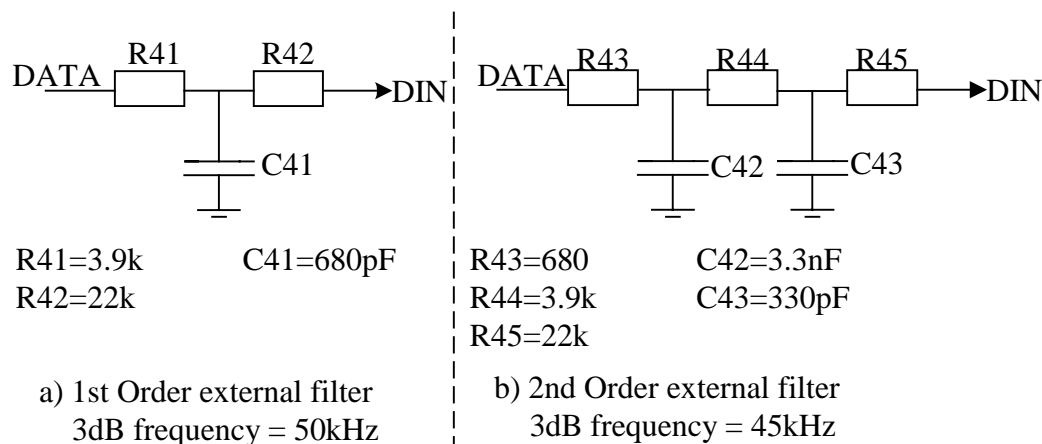 R41 R42
DATA DIN
C41
R41=3.9k C41=680pF
R42=22k
a) 1st Order external filter
3dB frequency = 50kHz
R43 R44 R45
DATA DIN
C42 C43
R43=680 C42=3.3nF
R44=3.9k C43=330pF
R45=22k
b) 2nd Order external filter
3dB frequency = 45kHz